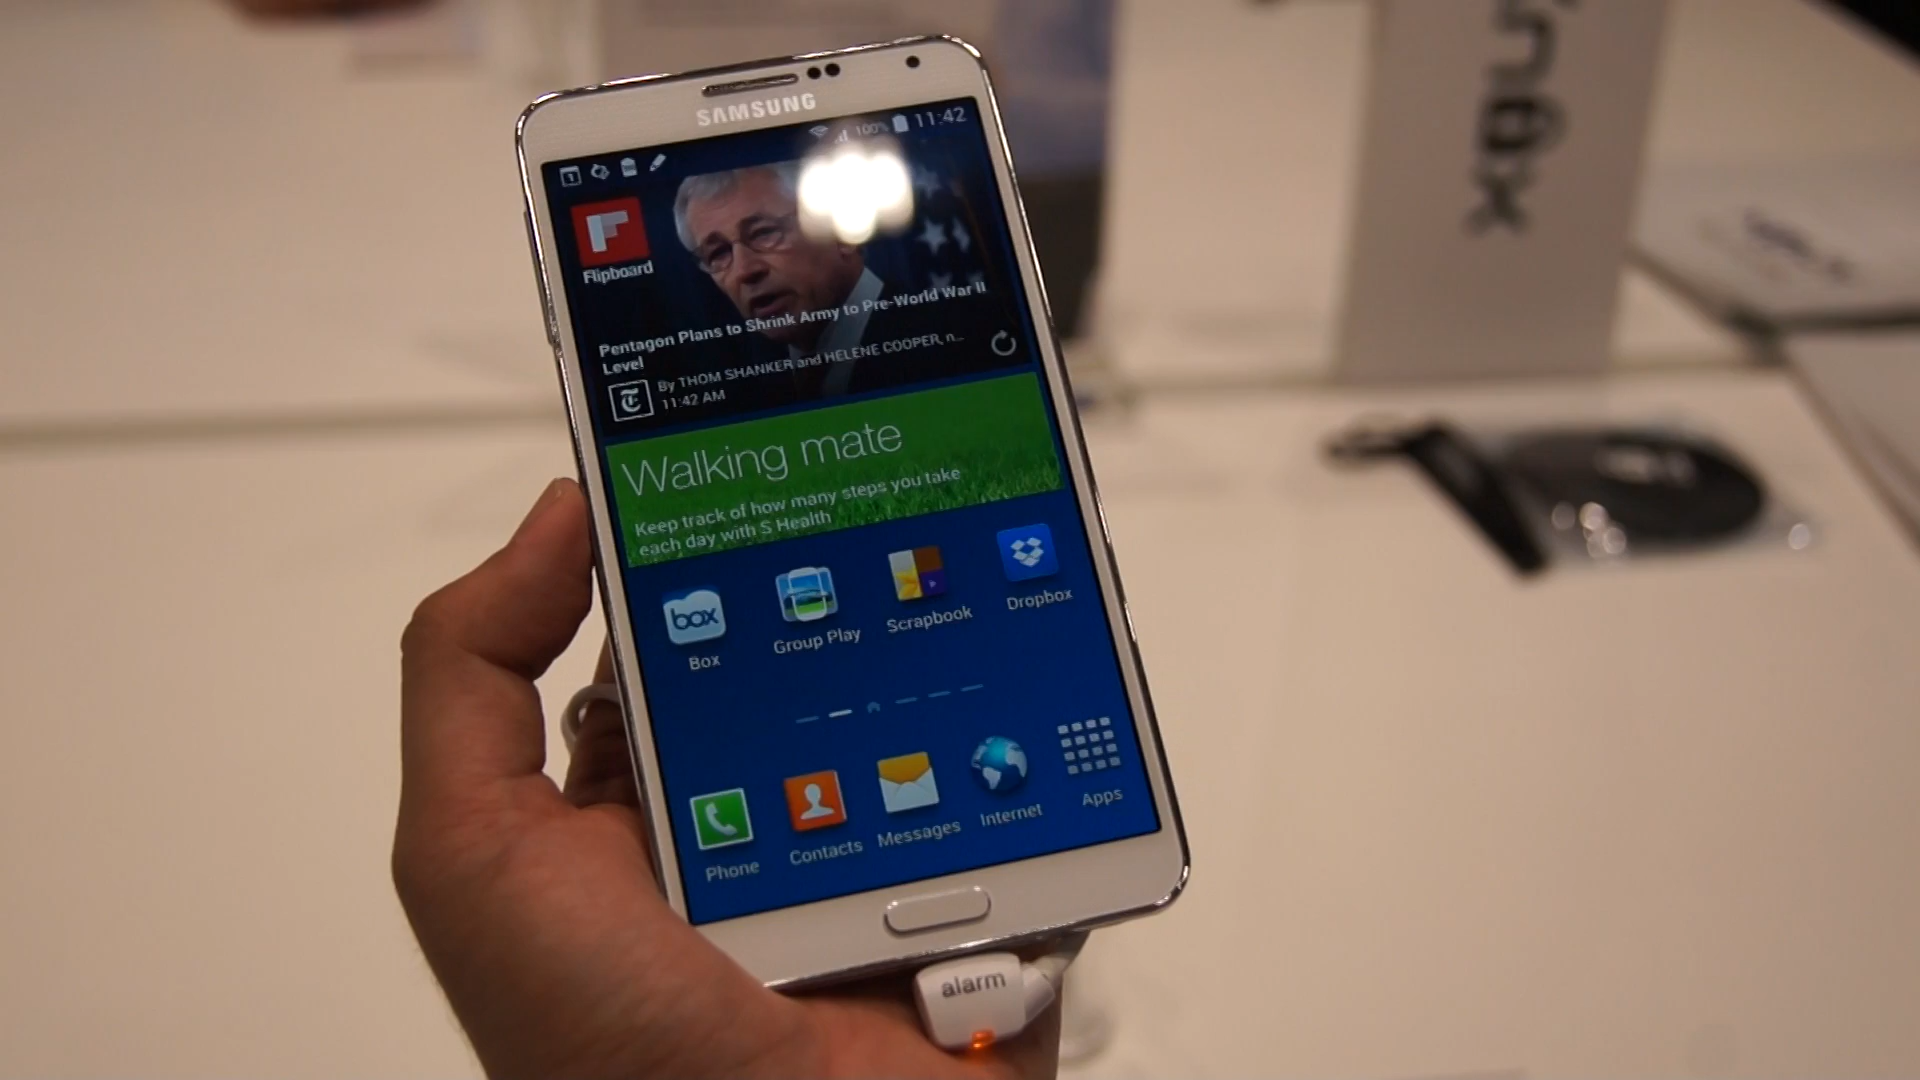 SAMSUNG
100% 11:42
Flipboard
Pentagon Plans to Shrink Army to Pre-World War II
Level
By THOM SHANKER and HELENE COOPER, n...
11:42 AM
Walking mate
Keep track of how many steps you take
each day with S Health
box
Box
Group Play
Scrapbook
Dropbox
Phone
Contacts
Messages
Internet
Apps
alarm